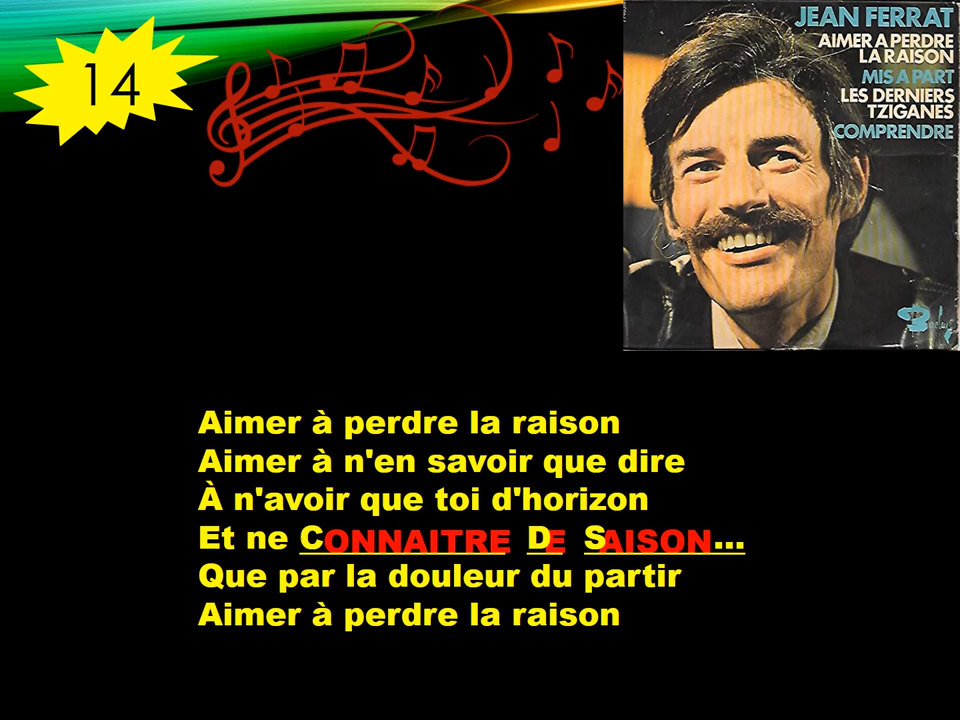 14
JEAN FERRAT
AIMER A PERDRE
LA RAISON
MIS A PART
LES DERNIERS
TZIGANES
COMPRENDRE
Barclay
Aimer à perdre la raison
Aimer à n'en savoir que dire
À n'avoir que toi d'horizon
Et ne CONNAITRE DE SAISON...
Que par la douleur du partir
Aimer à perdre la raison